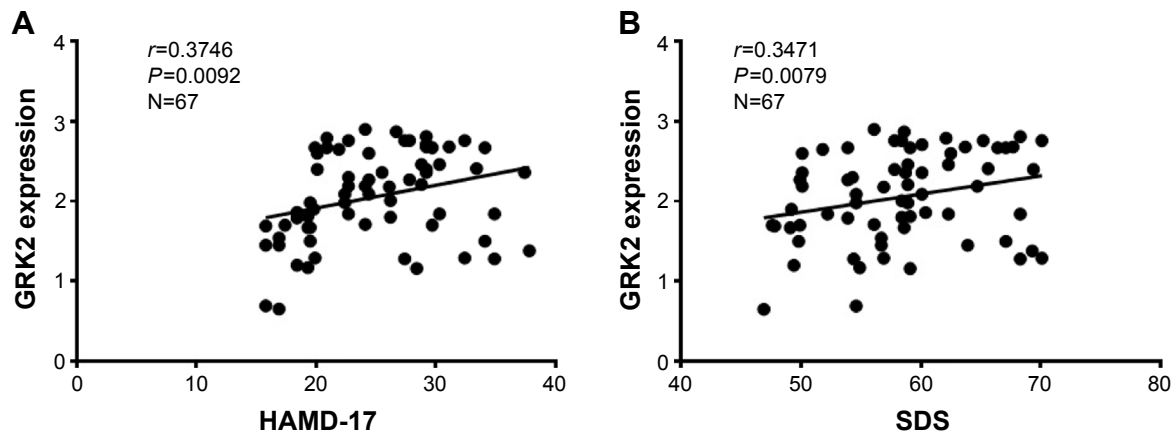 A
r=0.3746
P=0.0092
N=67
4
3
2
1
0
GRK2 expression
0 10 20 30 40
HAMD-17
B
r=0.3471
P=0.0079
N=67
4
3
2
1
0
GRK2 expression
40 50 60 70 80
SDS